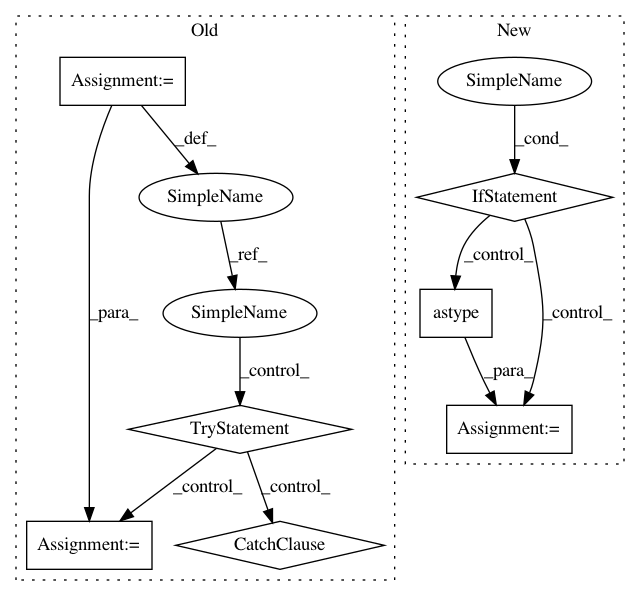 Old
New
Assignment:=
SimpleName
_def_
_cond_
SimpleName
IfStatement
_ref_
_control_
_para_
SimpleName
astype
_control_
_control_
_para_
TryStatement
Assignment:=
_control_
_control_
Assignment:=
CatchClause